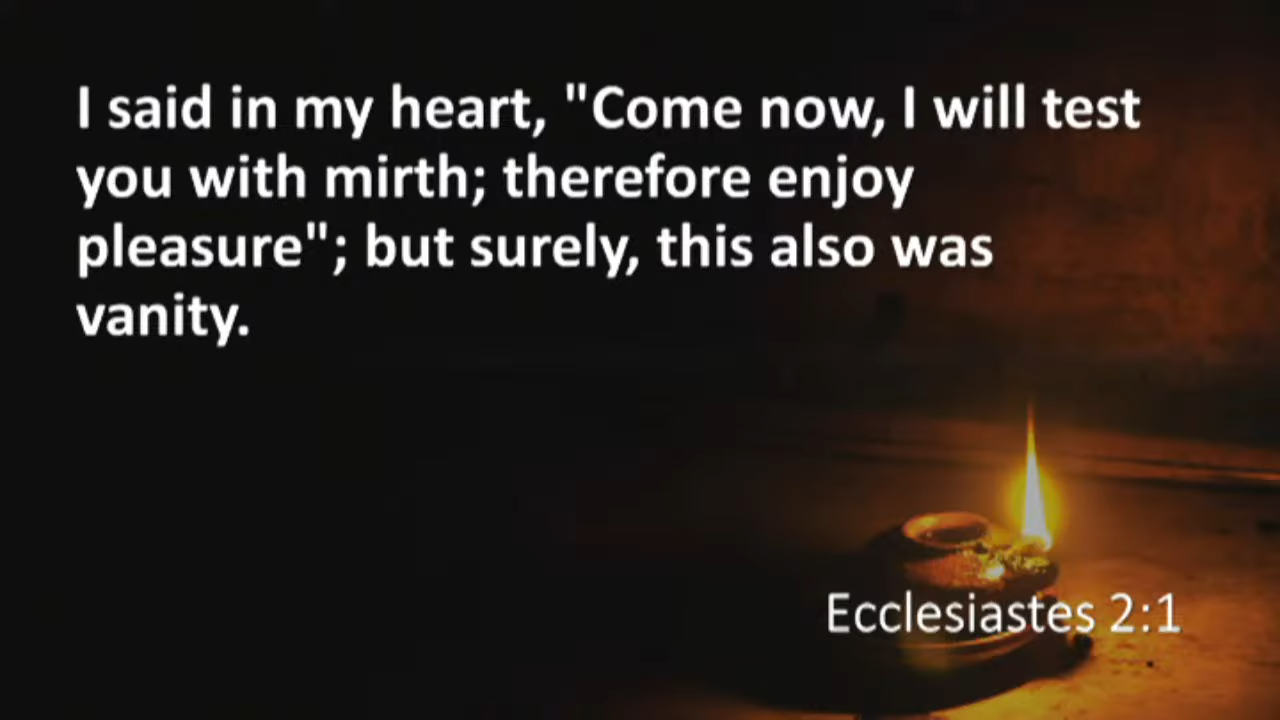 I said in my heart, "Come now, I will test
you with mirth; therefore enjoy
pleasure"; but surely, this also was
vanity.
Ecclesiastes 2:1